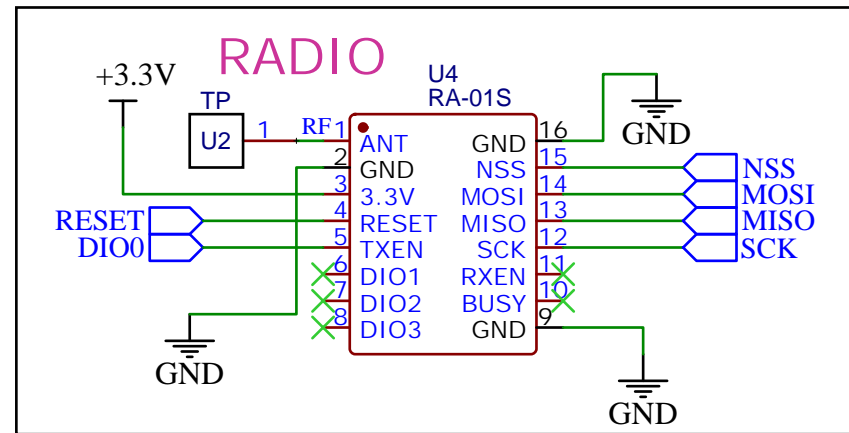 RADIO
+3.3V
U4
RA-01S
TP
U2
1
RF
1
ANT
GND
16
GND
2
GND
NSS
15
NSS
3
3.3V
MOSI
14
MOSI
RESET
4
RESET
MISO
13
MISO
DIO0
5
TXEN
SCK
12
SCK
6
DIO1
RXEN
11
7
DIO2
BUSY
10
8
DIO3
GND
9
GND
GND